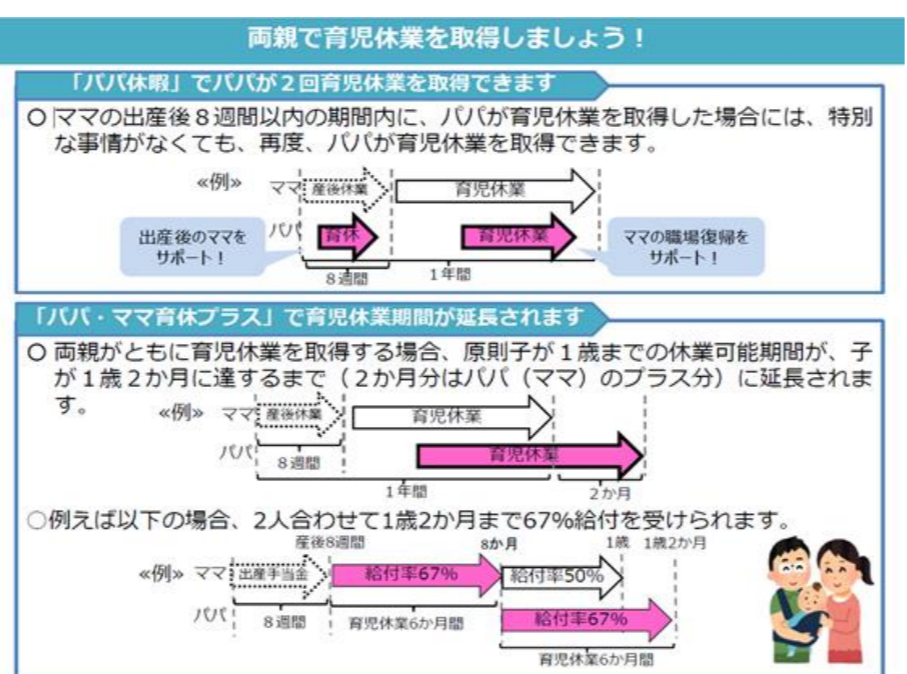 両親で育児休業を取得しましょう！
「パパ休暇」でパパが２回育児休業を取得できます
○ ママの出産後８週間以内の期間内に、パパが育児休業を取得した場合には、特別
な事情がなくても、再度、パパが育児休業を取得できます。
≪例≫ ママ 産後休業 育児休業
出産後のママを
サポート！
パパ 育休 育児休業
ママの職場復帰を
サポート！
８週間 １年間
「パパ・ママ育休プラス」で育児休業期間が延長されます
○ 両親がともに育児休業を取得する場合、原則子が１歳までの休業可能期間が、子
が１歳２か月に達するまで（２か月分はパパ（ママ）のプラス分）に延長されま
す。
≪例≫ ママ 産後休業 育児休業
パパ 育児休業
８週間
１年間 ２か月
○例えば以下の場合、2人合わせて1歳2か月まで67%給付を受けられます。
産後8週間 8か月 1歳 1歳2か月
≪例≫ ママ 出産手当金 給付率67% 給付率50%
パパ 給付率67%
８週間 育児休業6か月間
育児休業6か月間